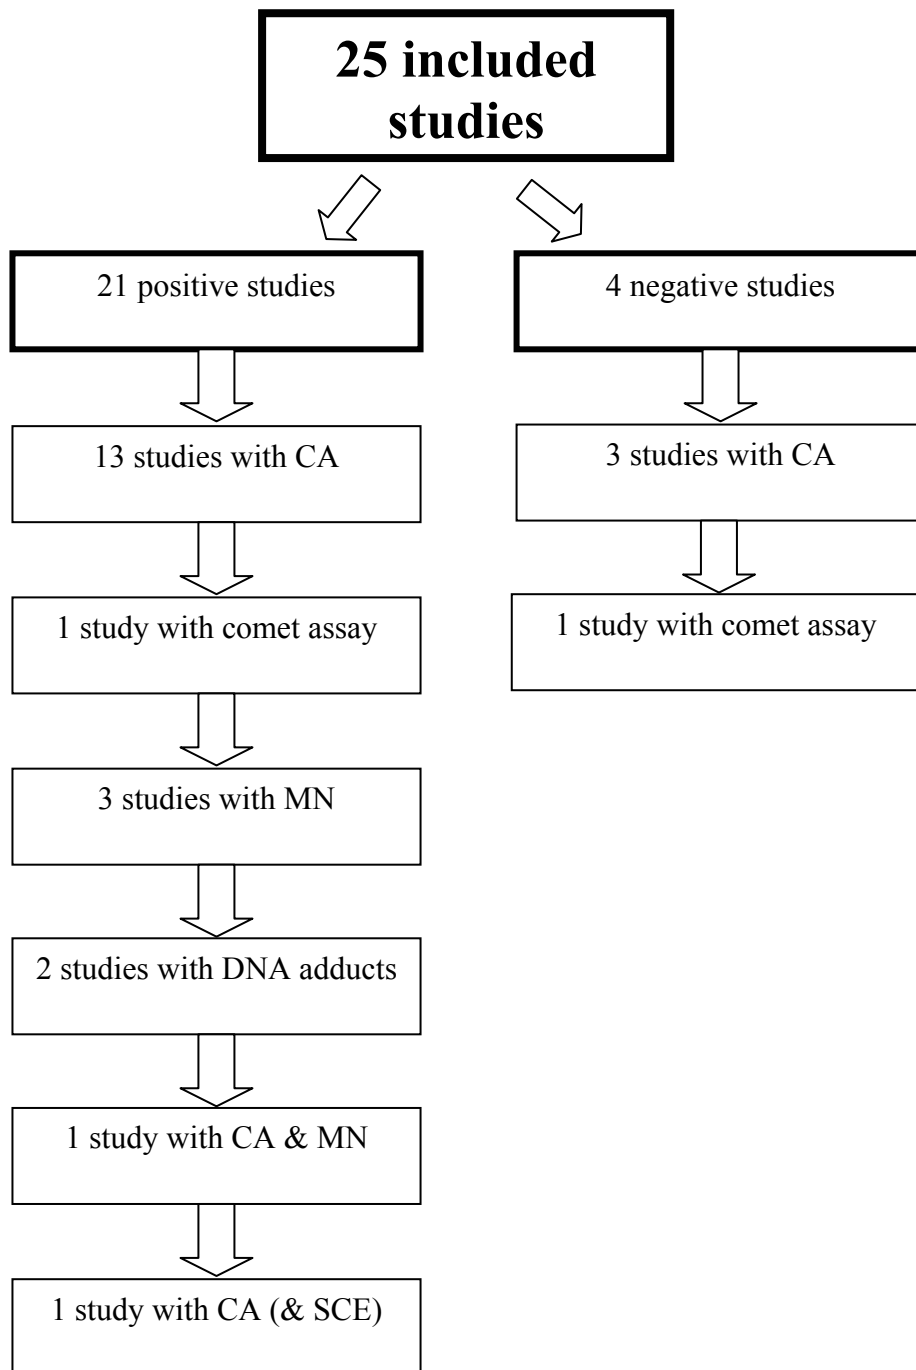 25 included
studies
21 positive studies
4 negative studies
13 studies with CA
3 studies with CA
1 study with comet assay
1 study with comet assay
3 studies with MN
2 studies with DNA adducts
1 study with CA & MN
1 study with CA (& SCE)